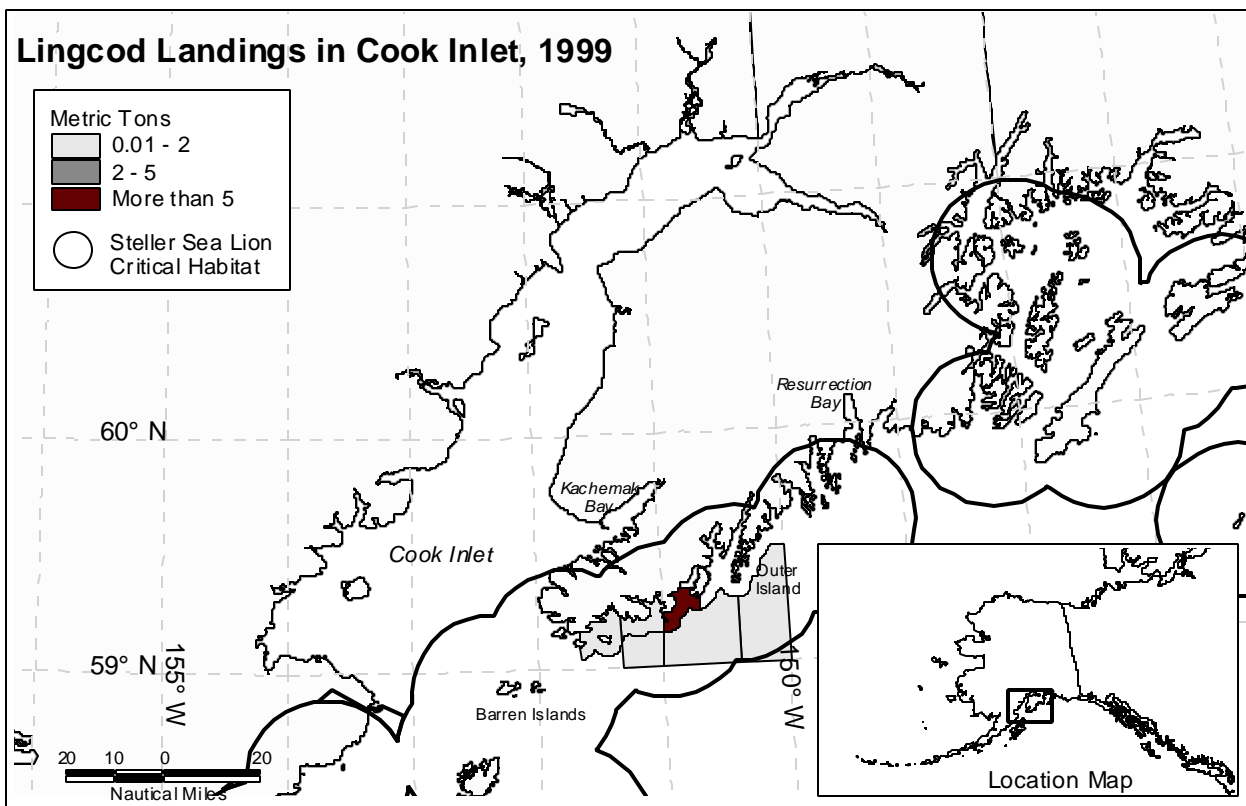 Lingcod Landings in Cook Inlet, 1999
Metric Tons
0.01 - 2
2 - 5
More than 5
Steller Sea Lion
Critical Habitat
Resurrection
Bay
60° N
Kachemak
Bay
Cook Inlet
Outer
Island
59° N
155° W
150° W
Barren Islands
20 10 0 20
Nautical Miles
Location Map